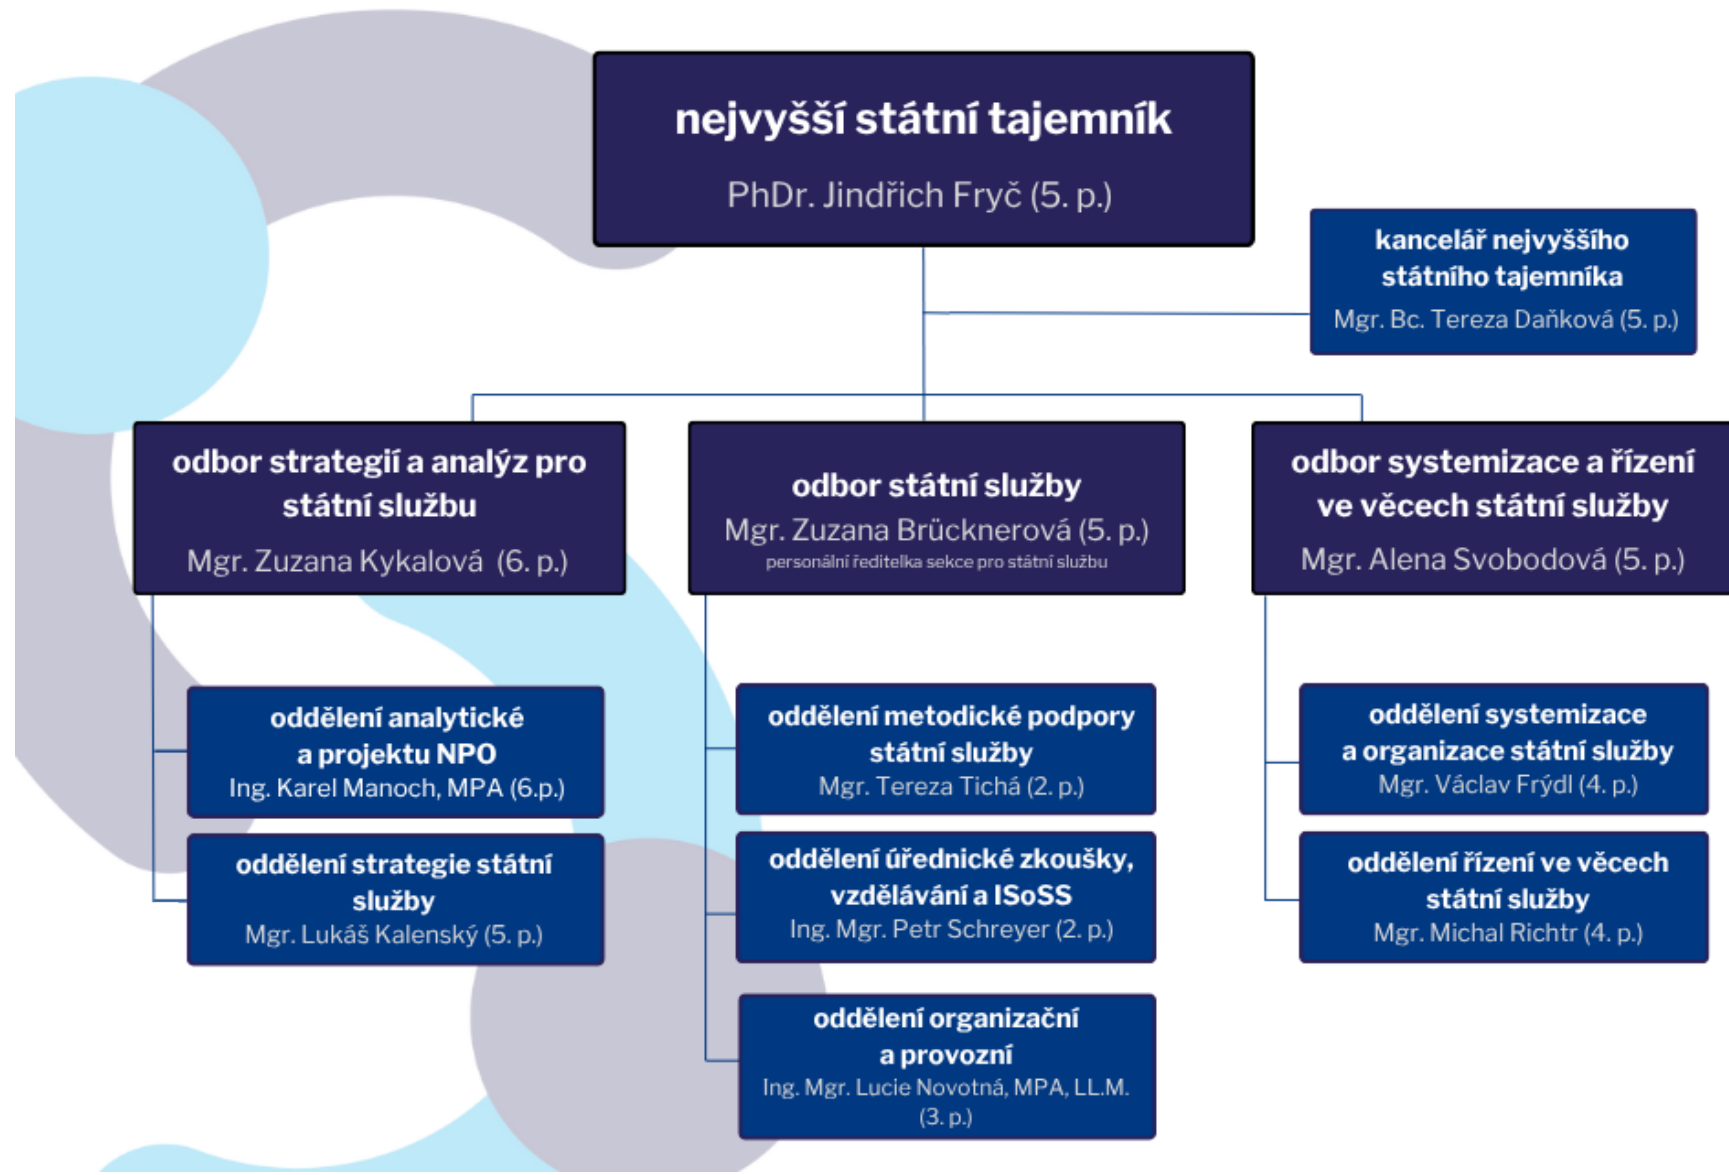 nejvyšší státní tajemník
PhDr. Jindřich Fryč (5. p.)
kancelář nejvyššího
státního tajemníka
Mgr. Bc. Tereza Daňková (5. p.)
odbor strategií a analýz pro
státní službu
Mgr. Zuzana Kykalová (6. p.)
odbor státní služby
Mgr. Zuzana Brücknerová (5. p.)
personální ředitelka sekce pro státní službu
odbor systemizace a řízení
ve věcech státní služby
Mgr. Alena Svobodová (5. p.)
oddělení analytické
a projektu NPO
Ing. Karel Manoch, MPA (6.p.)
oddělení strategie státní
služby
Mgr. Lukáš Kalenský (5. p.)
oddělení metodické podpory
státní služby
Mgr. Tereza Tichá (2. p.)
oddělení úřednické zkoušky,
vzdělávání a ISoSS
Ing. Mgr. Petr Schreyer (2. p.)
oddělení organizační
a provozní
Ing. Mgr. Lucie Novotná, MPA, LL.M.
(3. p.)
oddělení systemizace
a organizace státní služby
Mgr. Václav Frýdl (4. p.)
oddělení řízení ve věcech
státní služby
Mgr. Michal Richtr (4. p.)